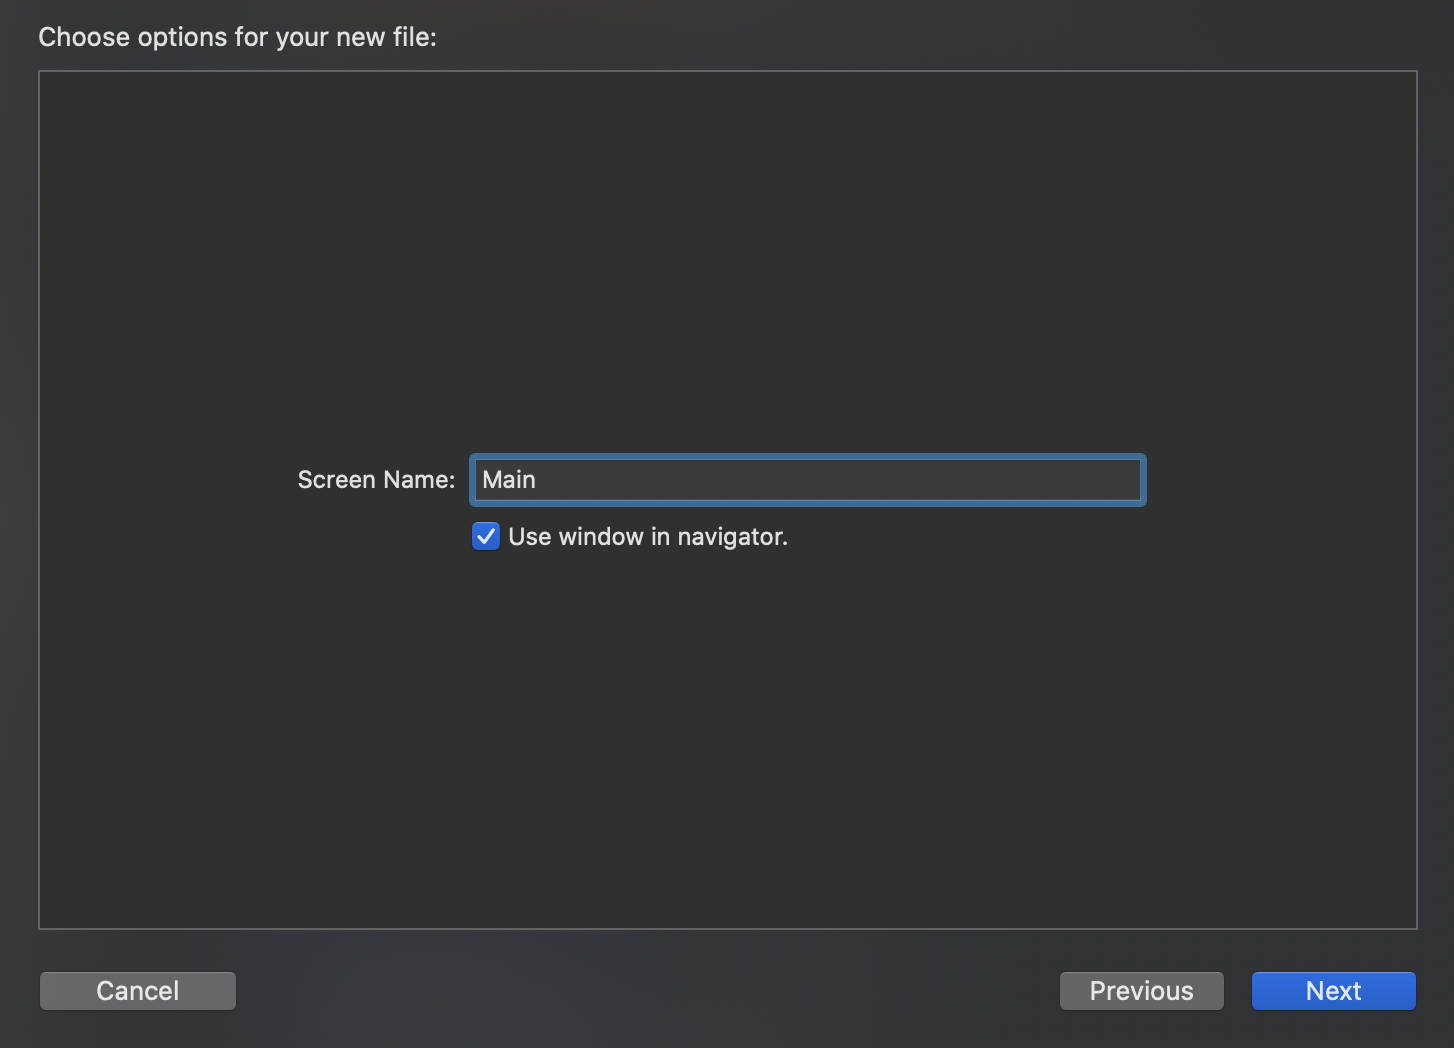 Choose options for your new file:
Screen Name: Main
Use window in navigator.
Cancel Previous Next